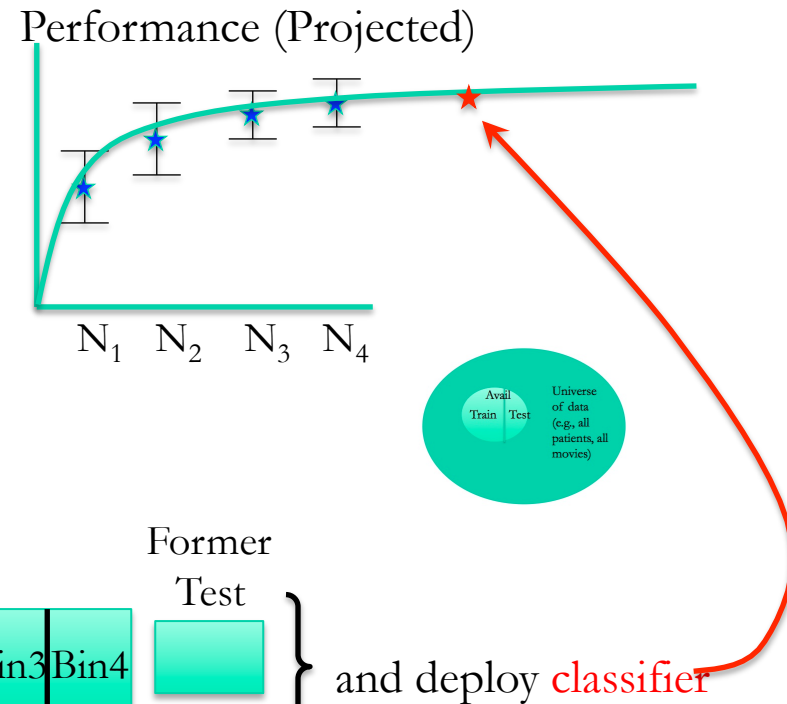 Performance (Projected)
N1 N2 N3 N4
Avail
Train Test
Universe
of data
(e.g., all
patients, all
movies)
Former
Test
in3 Bin4
and deploy classifier